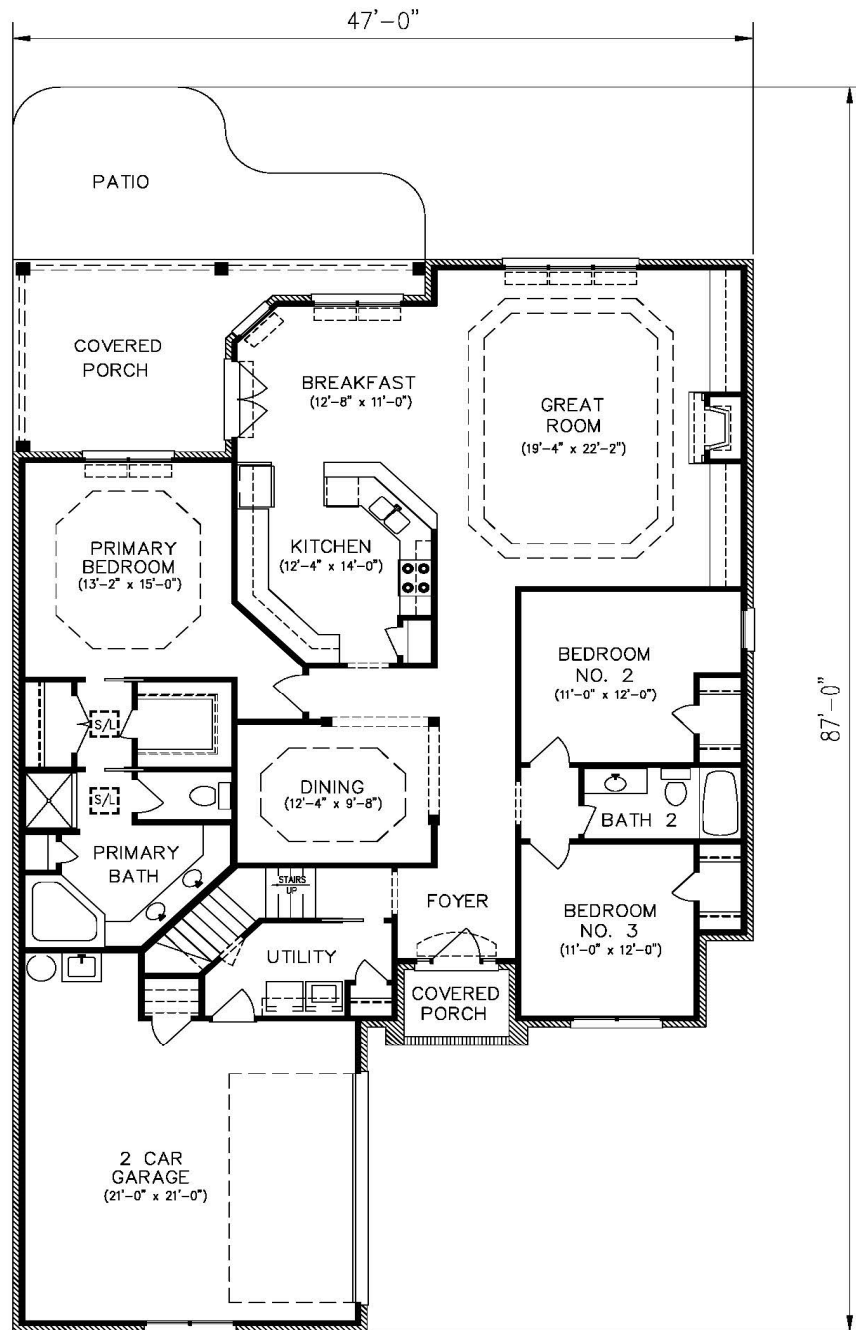 47'-0"
PATIO
COVERED
PORCH
BREAKFAST
(12'-8" x 11'-0")
GREAT
ROOM
(19'-4" x 22'-2")
PRIMARY
BEDROOM
(13'-2" x 15'-0")
KITCHEN
(12'-4" x 14'-0")
BEDROOM
NO. 2
(11'-0" x 12'-0")
87'-0"
S/L
S/L
DINING
(12'-4" x 9'-8")
BATH 2
PRIMARY
BATH
STAIRS
UP
FOYER
BEDROOM
NO. 3
(11'-0" x 12'-0")
UTILITY
COVERED
PORCH
2 CAR
GARAGE
(21'-0" x 21'-0")